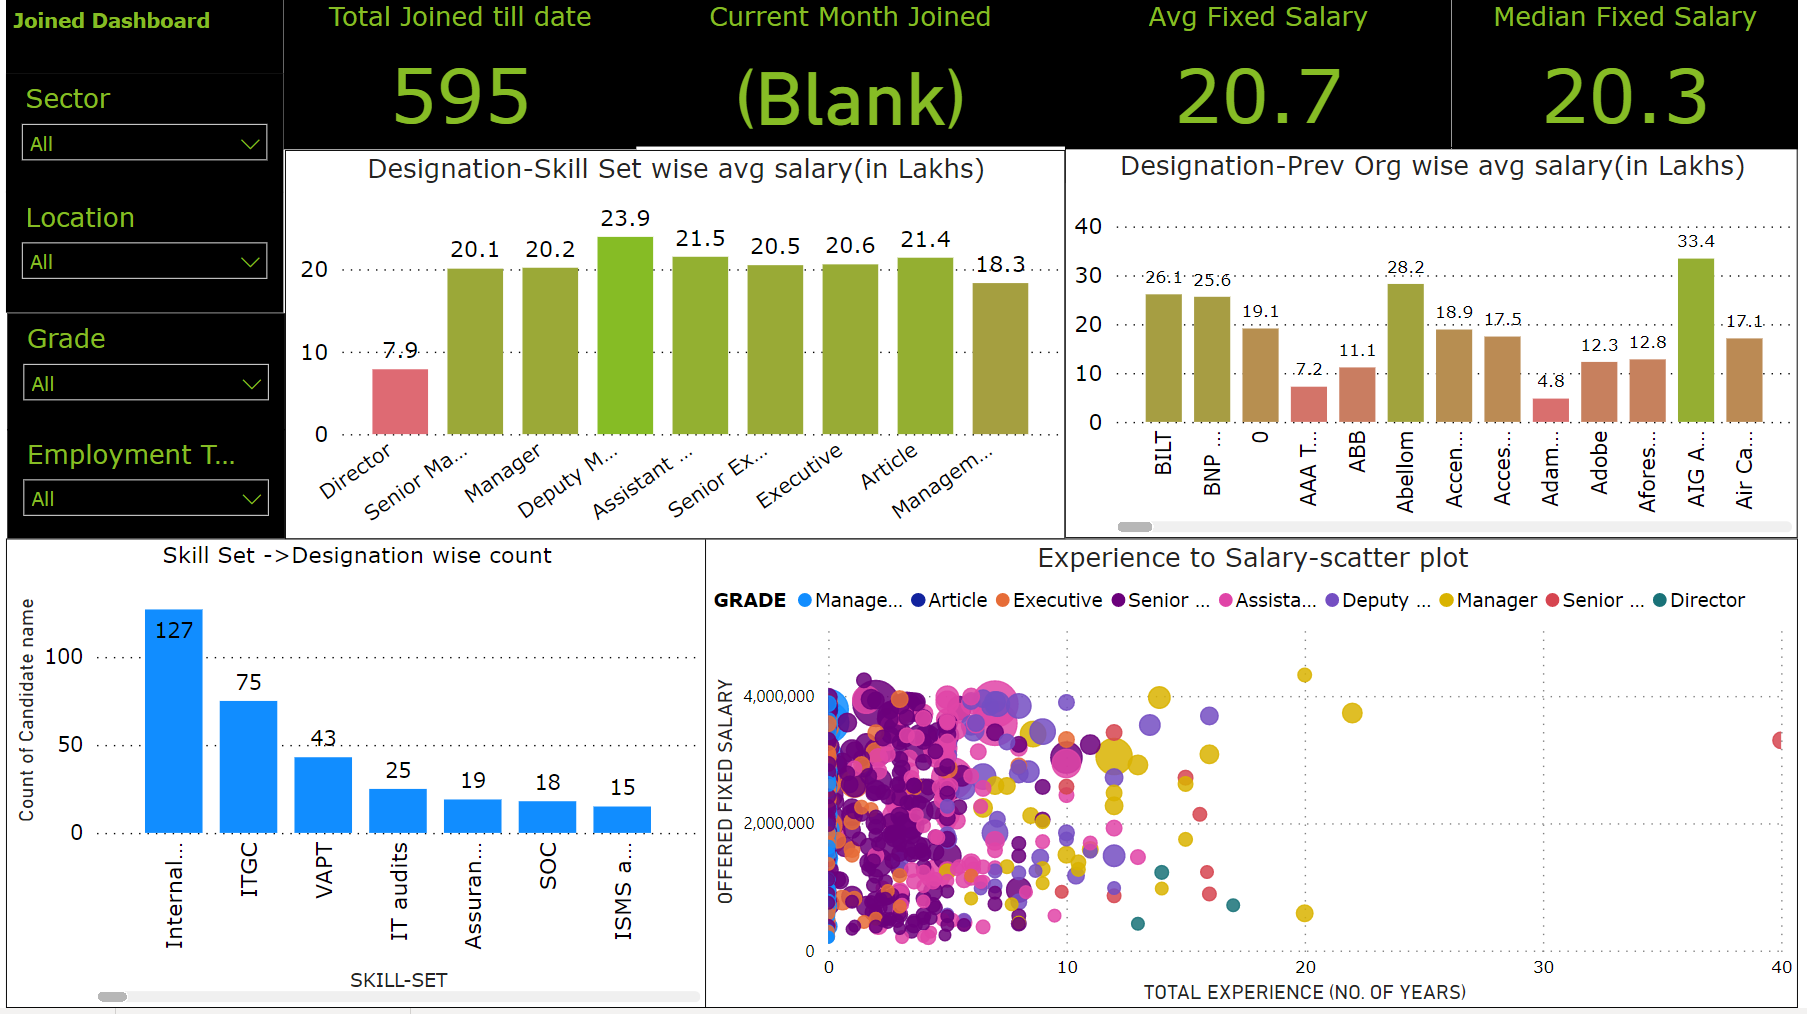 Joined Dashboard
Total Joined till date
Current Month Joined
Avg Fixed Salary
Median Fixed Salary
595
(Blank)
20.7
20.3
Sector
All
Location
All
Grade
All
Employment T...
All
Designation-Skill Set wise avg salary(in Lakhs)
20
10
0
7.9
20.1
20.2
23.9
21.5
20.5
20.6
21.4
18.3
Director
Senior Ma...
Manager
Deputy M...
Assistant ...
Senior Ex...
Executive
Article
Managem...
Designation-Prev Org wise avg salary(in Lakhs)
40
30
20
10
0
26.1
25.6
19.1
7.2
11.1
28.2
18.9
17.5
4.8
12.3
12.8
33.4
17.1
BILT
BNP ...
0
AAA T...
ABB
Abellom
Accen...
Acces...
Adam...
Adobe
Afores...
AIG A...
Air Ca...
Skill Set ->Designation wise count
Count of Candidate name
100
50
0
127
75
43
25
19
18
15
Internal...
ITGC
VAPT
IT audits
Assuran...
SOC
ISMS a...
SKILL-SET
Experience to Salary-scatter plot
GRADE Manage... Article Executive Senior ... Assista... Deputy ... Manager Senior ... Director
OFFERED FIXED SALARY
4,000,000
2,000,000
0
0 10 20 30 40
TOTAL EXPERIENCE (NO. OF YEARS)